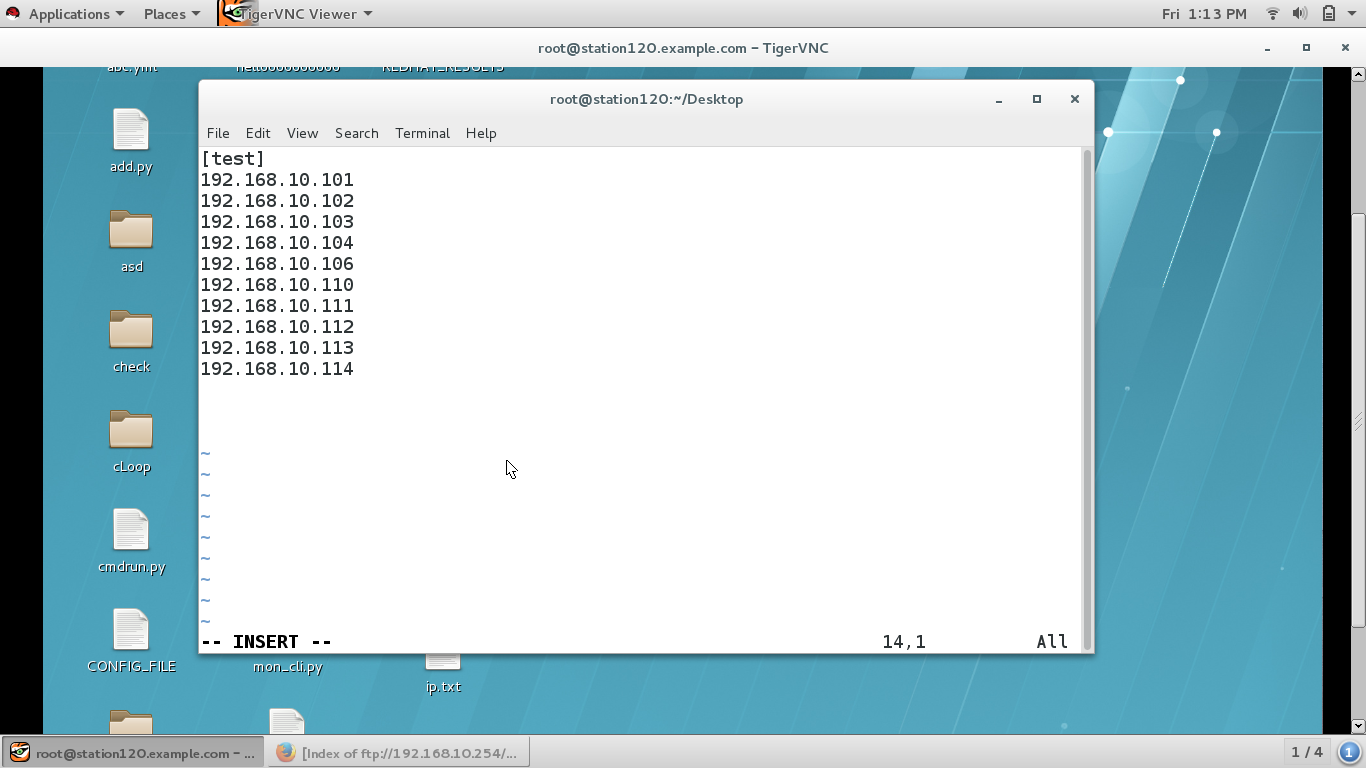 Applications
Places
TigerVNC Viewer
Fri 1:13 PM
root@station120.example.com – TigerVNC
abc.yml
root@station120:~/Desktop
File Edit View Search Terminal Help
[test]
192.168.10.101
192.168.10.102
192.168.10.103
192.168.10.104
192.168.10.106
192.168.10.110
192.168.10.111
192.168.10.112
192.168.10.113
192.168.10.114
~
~
~
~
~
~
~
~
~
-- INSERT -- 14,1 All
add.py
asd
check
cLoop
cmdrun.py
CONFIG_FILE
mon_cli.py
ip.txt
root@station120.example.com – ...
[Index of ftp://192.168.10.254/...
1 / 4
1